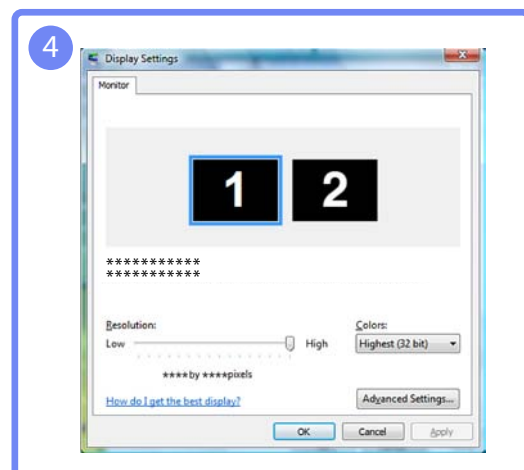 4
Display Settings
Monitor
1 2
***********
***********
Resolution: Colors:
Low High Highest (32 bit)
****by ****pixels
How do I get the best display? Advanced Settings...
OK Cancel Apply